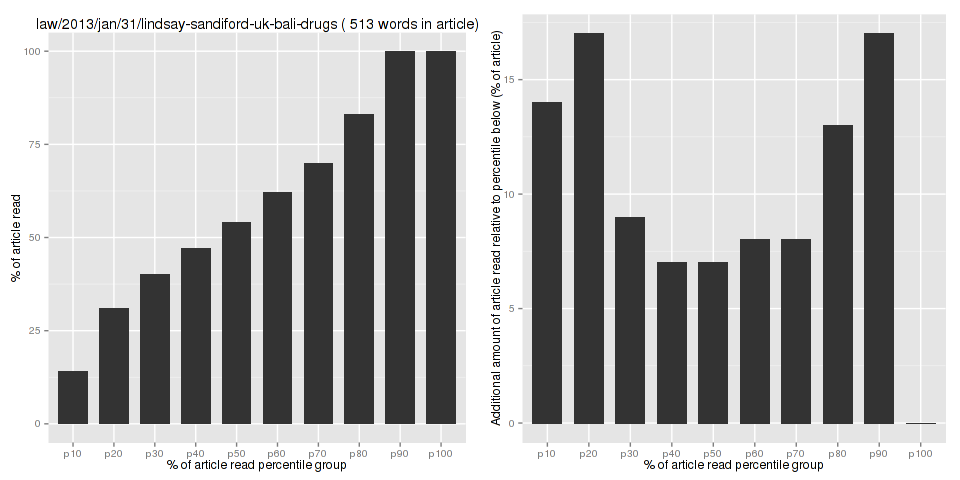 law/2013/jan/31/lindsay-sandiford-uk-bali-drugs ( 513 words in article)
% of article read
100
75
50
25
0
p10 p20 p30 p40 p50 p60 p70 p80 p90 p100
% of article read percentile group
Additional amount of article read relative to percentile below (% of article)
15
10
5
0
p10 p20 p30 p40 p50 p60 p70 p80 p90 p100
% of article read percentile group